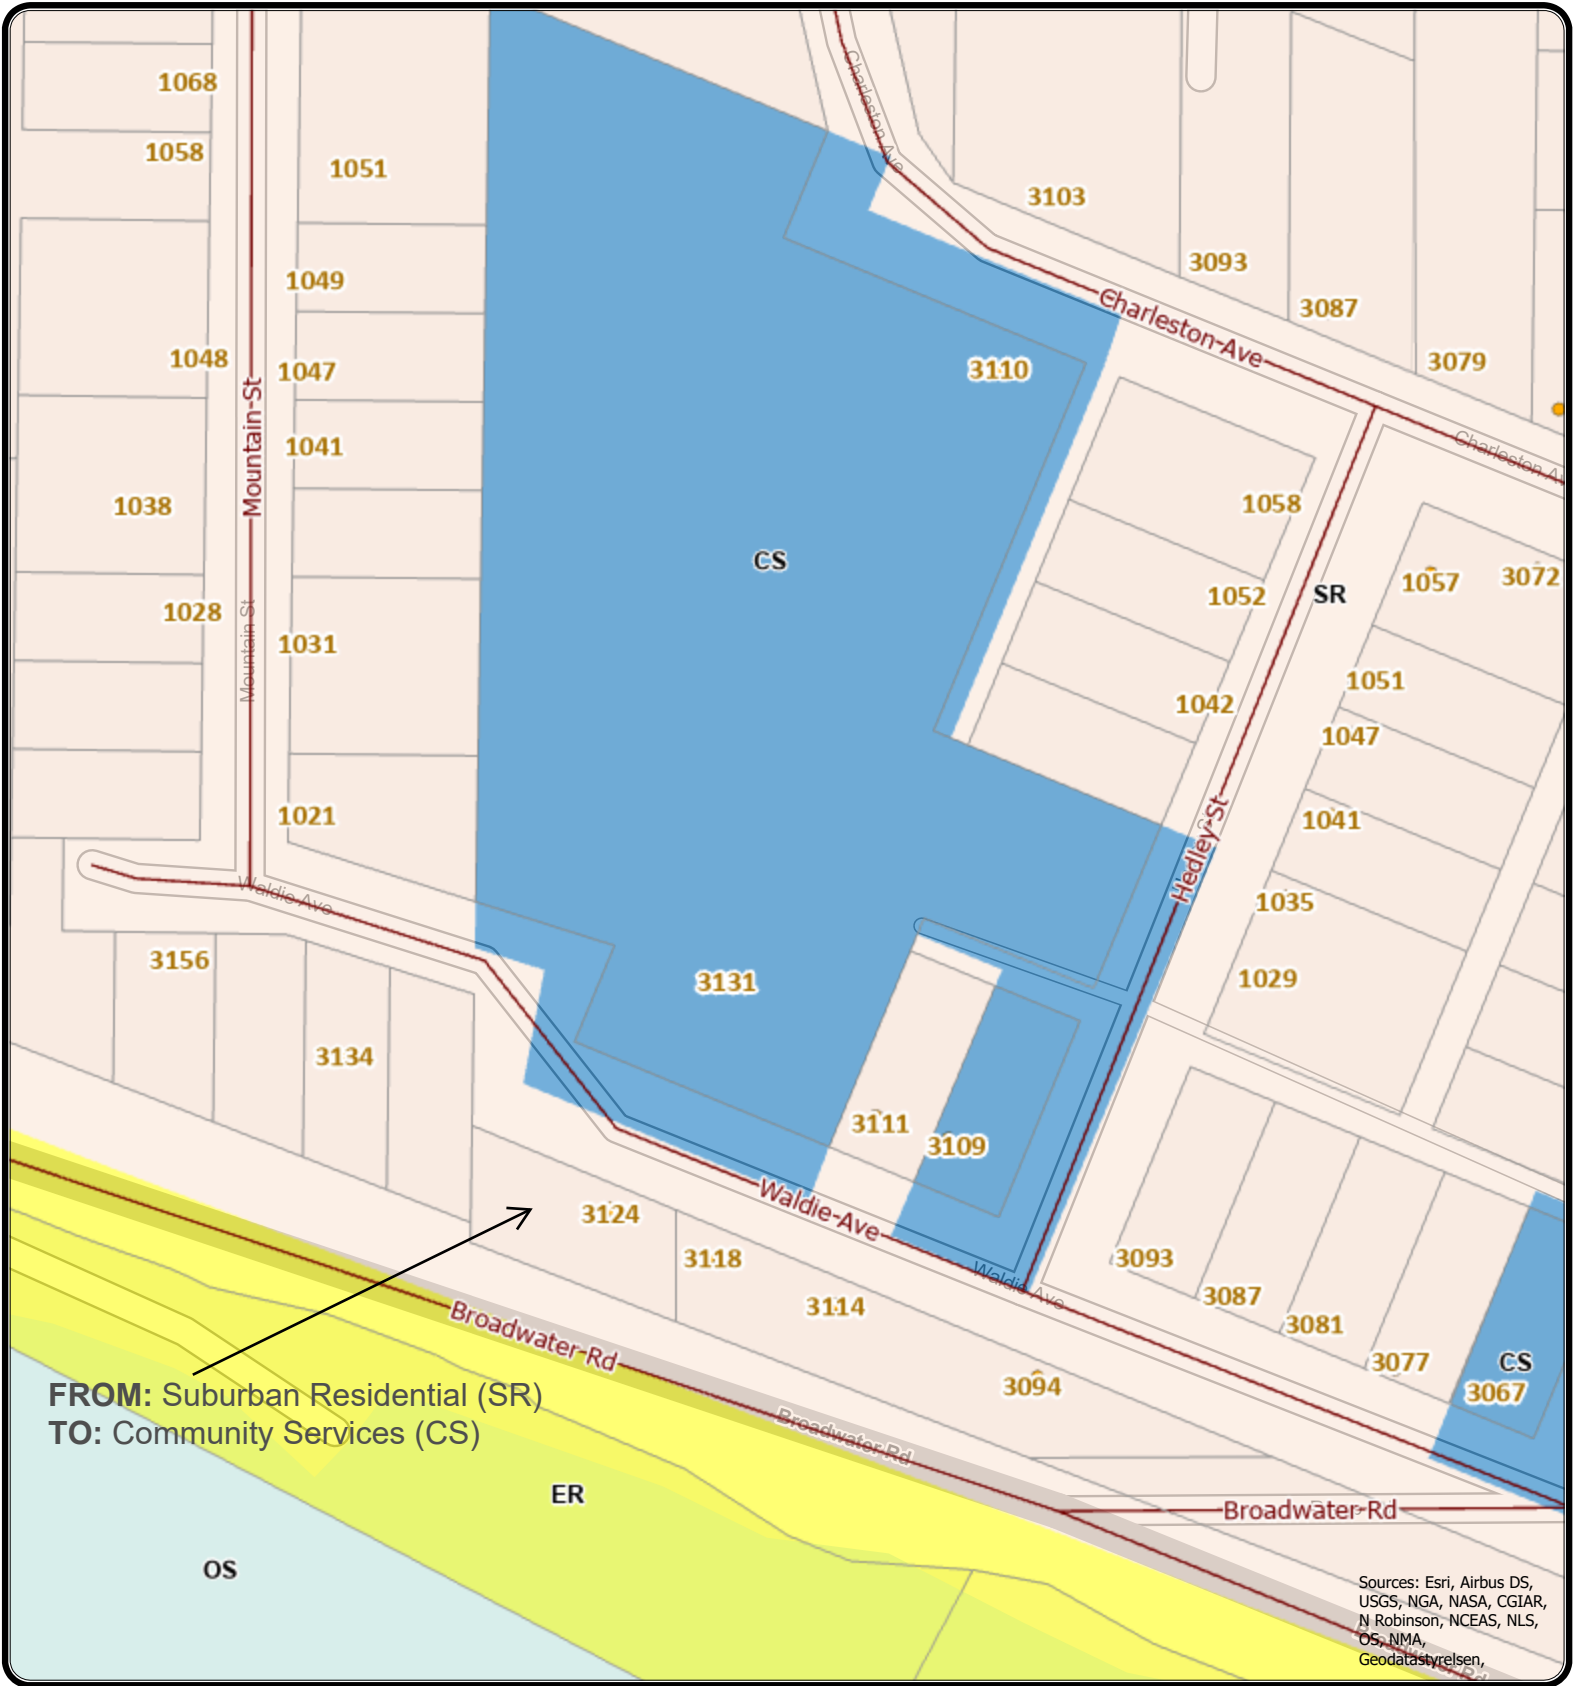 1068
1058
1051
Charleston Ave
3103
3093
3087
3079
1049
1048
1047
Mountain St
1041
1038
1028
Mountain St
1031
1021
Charleston Ave
3110
Charleston Av
CS
1058
1052
SR
1057
3072
1042
1051
1047
Hedley St
1041
1035
1029
Waldie Ave
3156
3134
3131
3111
3109
3124
3118
Waldie Ave
3114
Waldie Ave
3094
3093
3087
3081
3077
CS
3067
Broadwater Rd
Broadwater Rd
Broadwater Rd
FROM: Suburban Residential (SR)
TO: Community Services (CS)
ER
OS
Sources: Esri, Airbus DS,
USGS, NGA, NASA, CGIAR,
N Robinson, NCEAS, NLS,
OS, NMA,
Geodatastyrelsen,